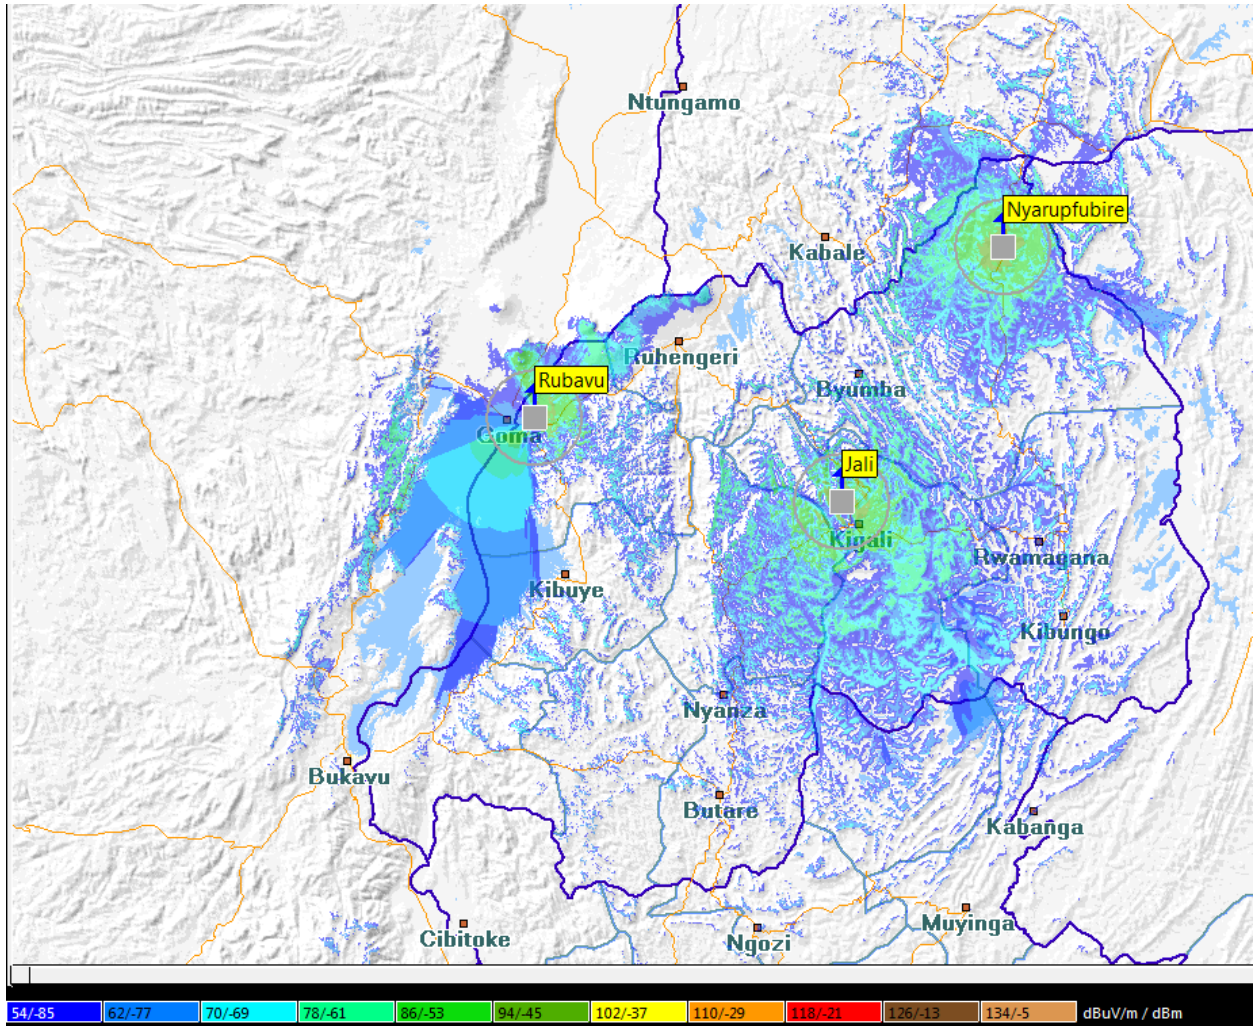 Ntungamo
Nyarupfubire
Kabale
Ruhengeri
Rubavu
Byumba
Goma
Jali
Kigali
Rwamagana
Kibuye
Kibungo
Nyanza
Bukavu
Butare
Kabanga
Muyinga
Cibitoke
Ngozi
54/-85 62/-77 70/-69 78/-61 86/-53 94/-45 102/-37 110/-29 118/-21 126/-13 134/-5 dBuV/m / dBm